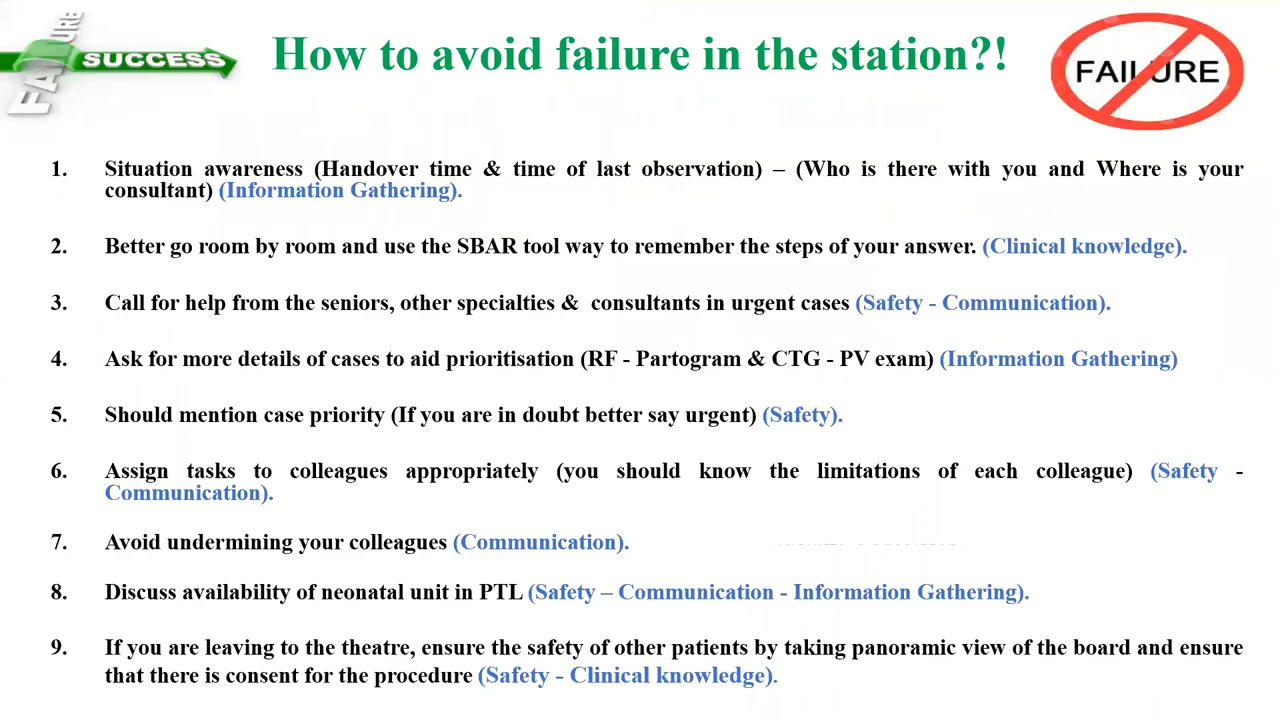 FAILURE
SUCCESS
How to avoid failure in the station?!
FAILURE
1. Situation awareness (Handover time & time of last observation) – (Who is there with you and Where is your
consultant) (Information Gathering).
2. Better go room by room and use the SBAR tool way to remember the steps of your answer. (Clinical knowledge).
3. Call for help from the seniors, other specialties & consultants in urgent cases (Safety - Communication).
4. Ask for more details of cases to aid prioritisation (RF - Partogram & CTG - PV exam) (Information Gathering)
5. Should mention case priority (If you are in doubt better say urgent) (Safety).
6. Assign tasks to colleagues appropriately (you should know the limitations of each colleague) (Safety -
Communication).
7. Avoid undermining your colleagues (Communication).
8. Discuss availability of neonatal unit in PTL (Safety – Communication - Information Gathering).
9. If you are leaving to the theatre, ensure the safety of other patients by taking panoramic view of the board and ensure
that there is consent for the procedure (Safety - Clinical knowledge).